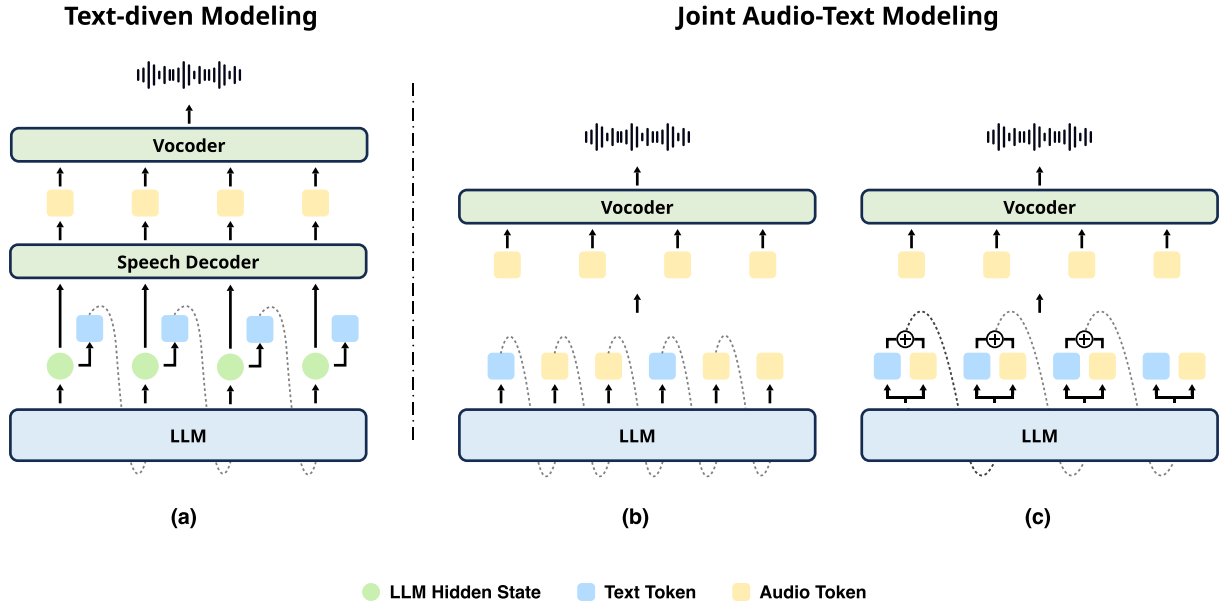 Text-diven Modeling
Joint Audio-Text Modeling
Vocoder
Speech Decoder
LLM
(a)
Vocoder
LLM
(b)
Vocoder
LLM
(c)
LLM Hidden State
Text Token
Audio Token